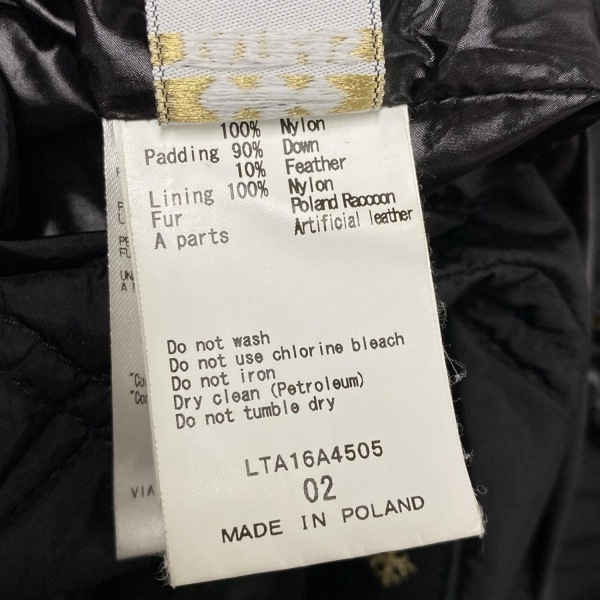 100% Nylon
Padding 90% Down
10% Feather
Lining 100% Nylon
Fur Poland Racooon
A parts Artificial leather
Do not wash
Do not use chlorine bleach
Do not iron
Dry clean (Petroleum)
Do not tumble dry
LTA16A4505
02
MADE IN POLAND
VIA